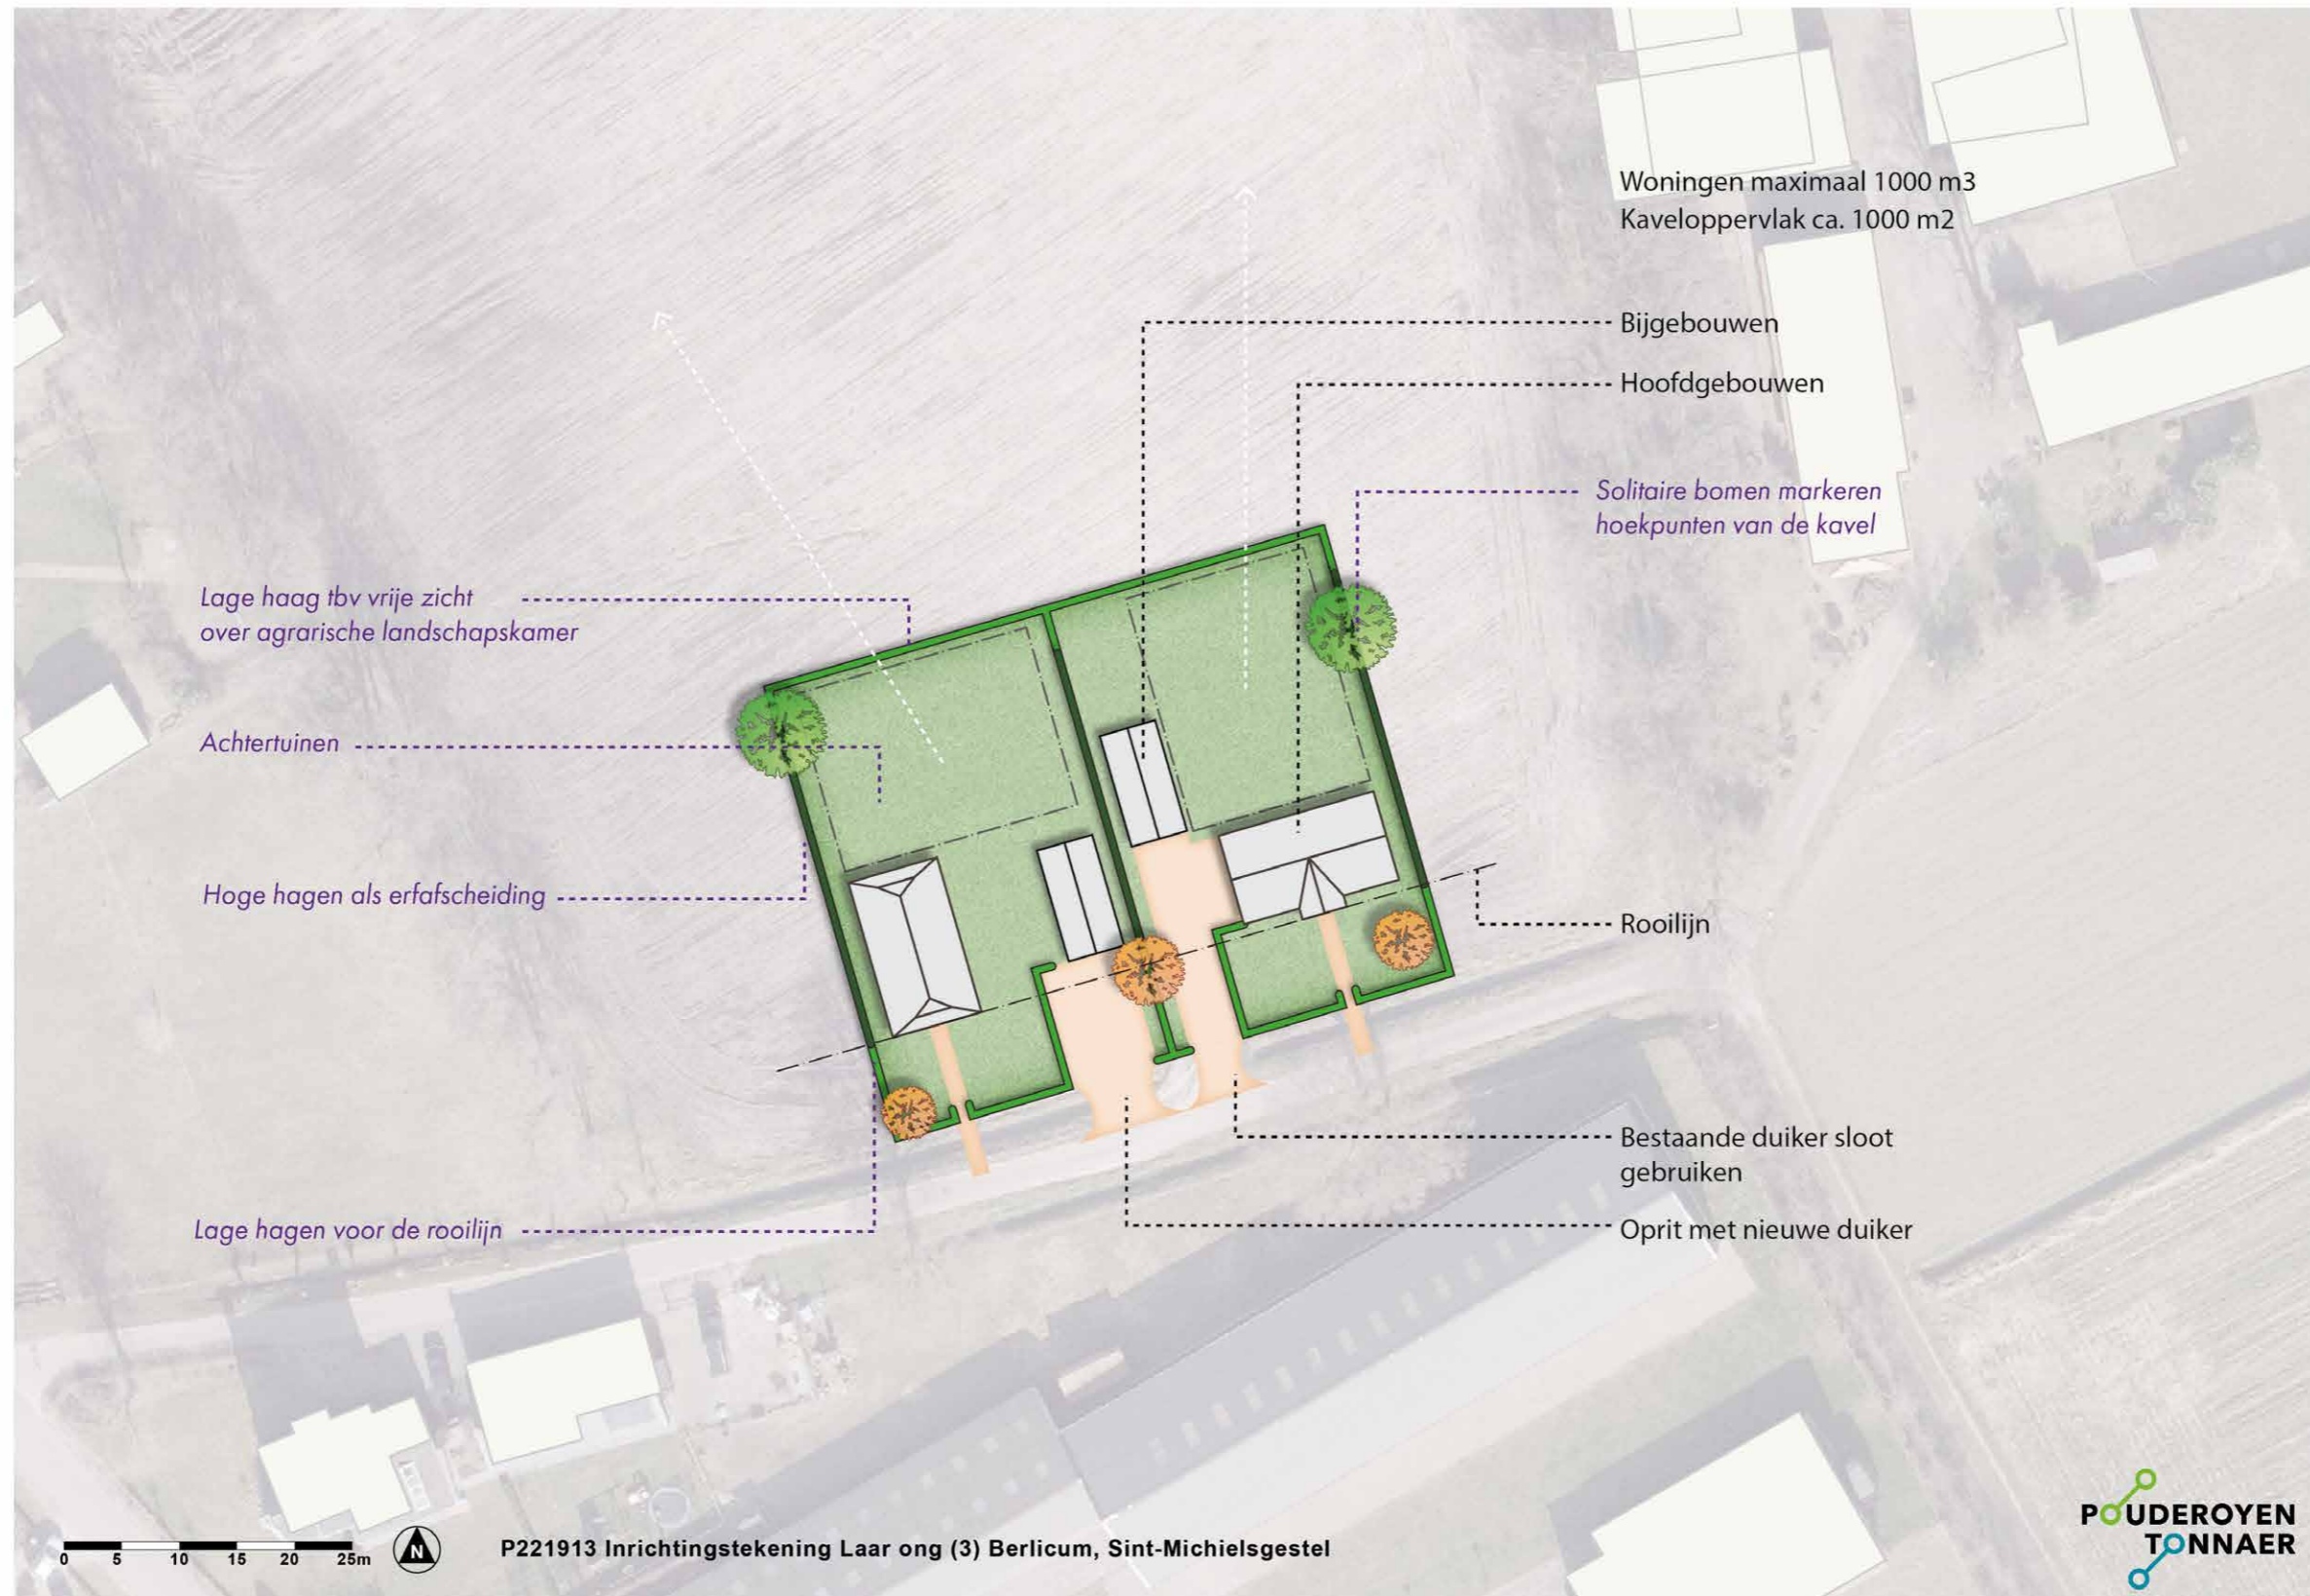 Woningen maximaal 1000 m3
Kaveloppervlak ca. 1000 m2
Bijgebouwen
Hoofdgebouwen
Solitaire bomen markeren
hoekpunten van de kavel
Lage haag tbv vrije zicht
over agrarische landschapskamer
Achtertuinen
Hoge hagen als erfafscheiding
Rooilijn
Bestaande duiker sloot
gebruiken
Lage hagen voor de rooilijn
Oprit met nieuwe duiker
0 5 10 15 20 25m
N
P221913 Inrichtingstekening Laar ong (3) Berlicum, Sint-Michielsgestel
POUDEROYEN
TONNAER